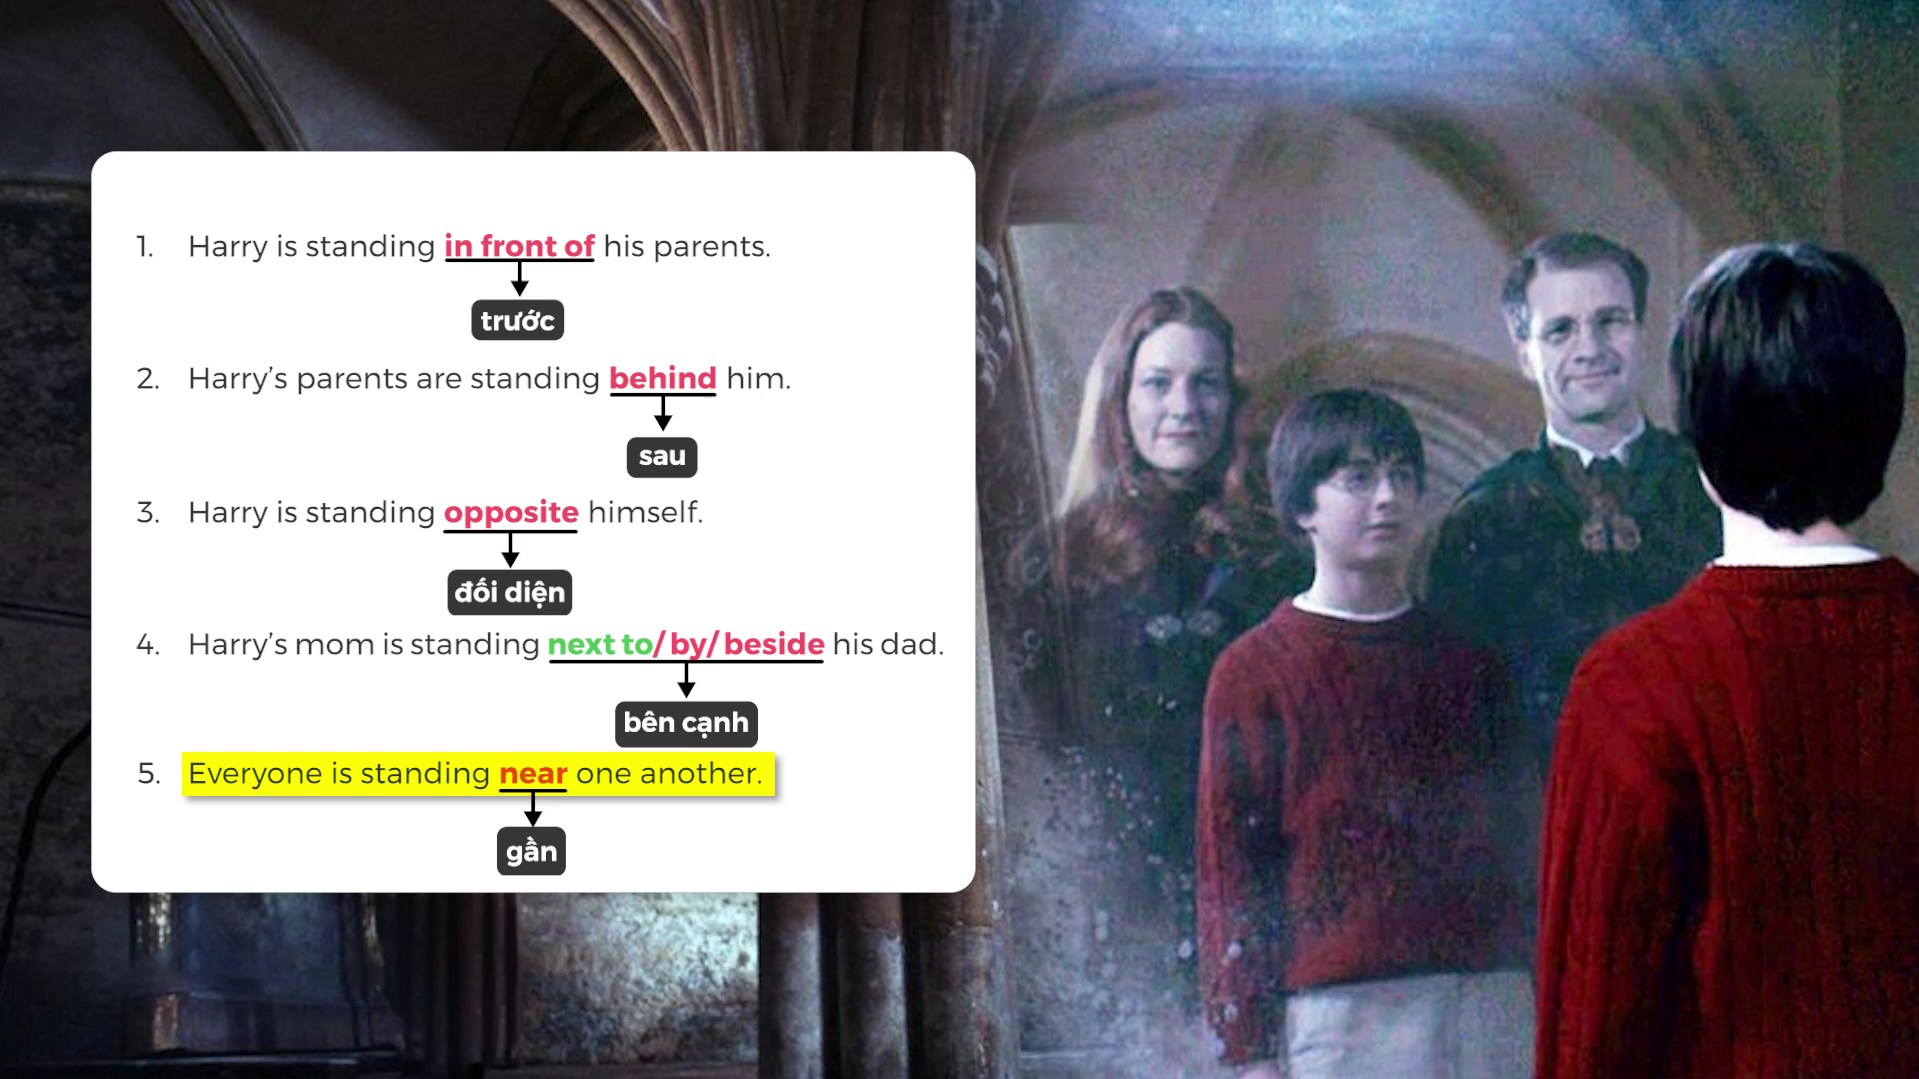 1. Harry is standing in front of his parents.
trước
2. Harry’s parents are standing behind him.
sau
3. Harry is standing opposite himself.
đối diện
4. Harry’s mom is standing next to/ by/ beside his dad.
bên cạnh
5. Everyone is standing near one another.
gần